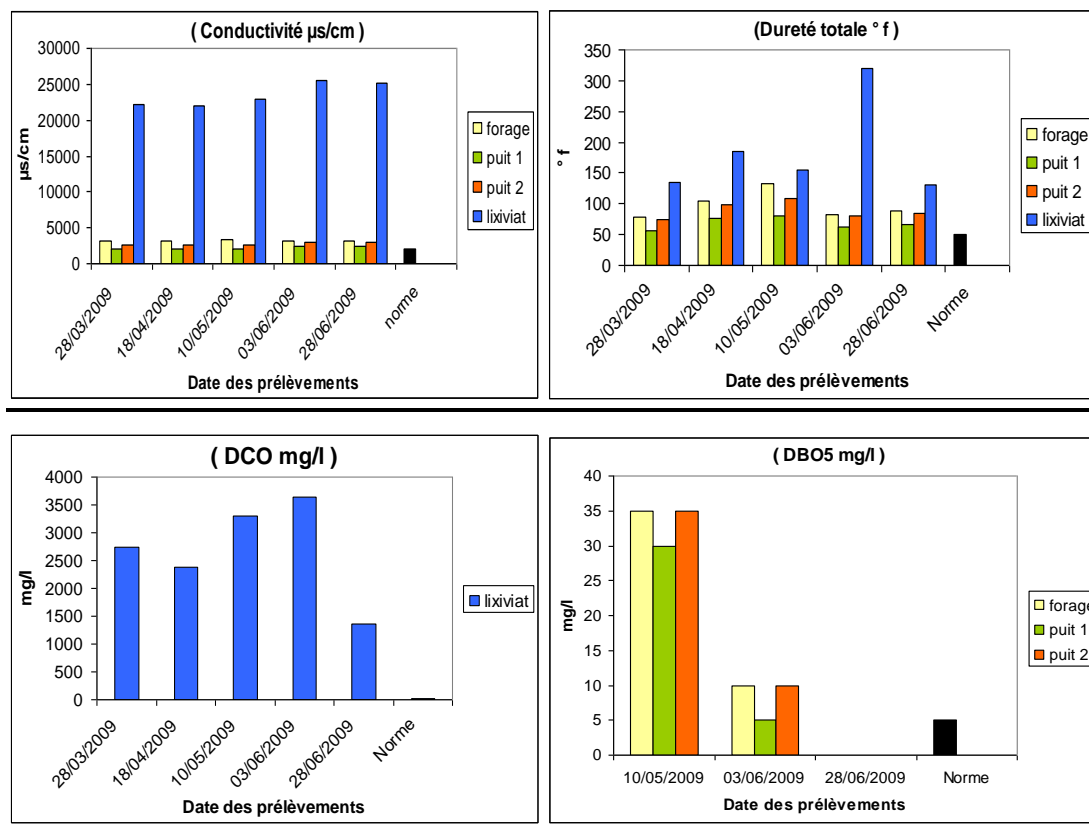 ( Conductivité µs/cm )
30000
25000
20000
15000
10000
5000
0
µs/cm
28/03/2009
18/04/2009
10/05/2009
03/06/2009
28/06/2009
norme
Date des prélèvements
forage
puit 1
puit 2
lixiviat
(Dureté totale ° f )
350
300
250
200
150
100
50
0
° f
28/03/2009
18/04/2009
10/05/2009
03/06/2009
28/06/2009
Norme
Date des prélèvements
forage
puit 1
puit 2
lixiviat
( DCO mg/l )
4000
3500
3000
2500
2000
1500
1000
500
0
mg/l
28/03/2009
18/04/2009
10/05/2009
03/06/2009
28/06/2009
Norme
Date des prélèvements
lixiviat
( DBO5 mg/l )
40
35
30
25
20
15
10
5
0
mg/l
10/05/2009
03/06/2009
28/06/2009
Norme
Date des prélèvements
forage
puit 1
puit 2